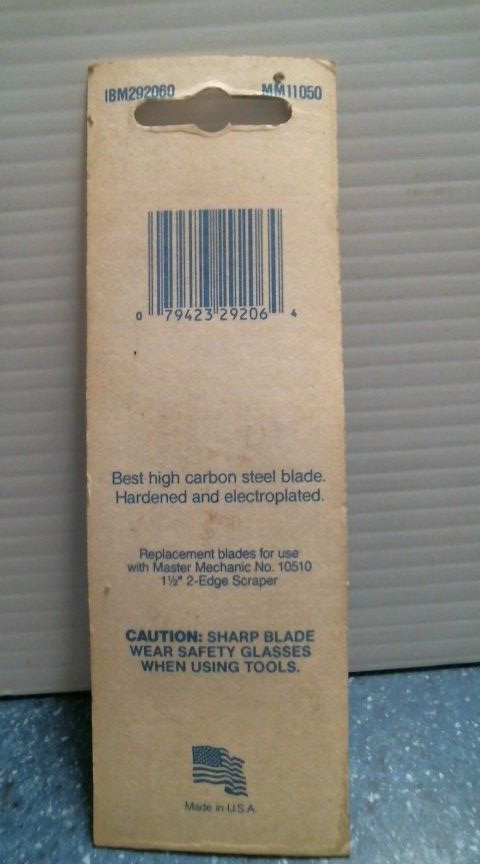 IBM292060 MM11050
0 79423 29206 4
Best high carbon steel blade.
Hardened and electroplated.
Replacement blades for use
with Master Mechanic No. 10510
1½" 2-Edge Scraper
CAUTION: SHARP BLADE
WEAR SAFETY GLASSES
WHEN USING TOOLS.
Made in U.S.A.